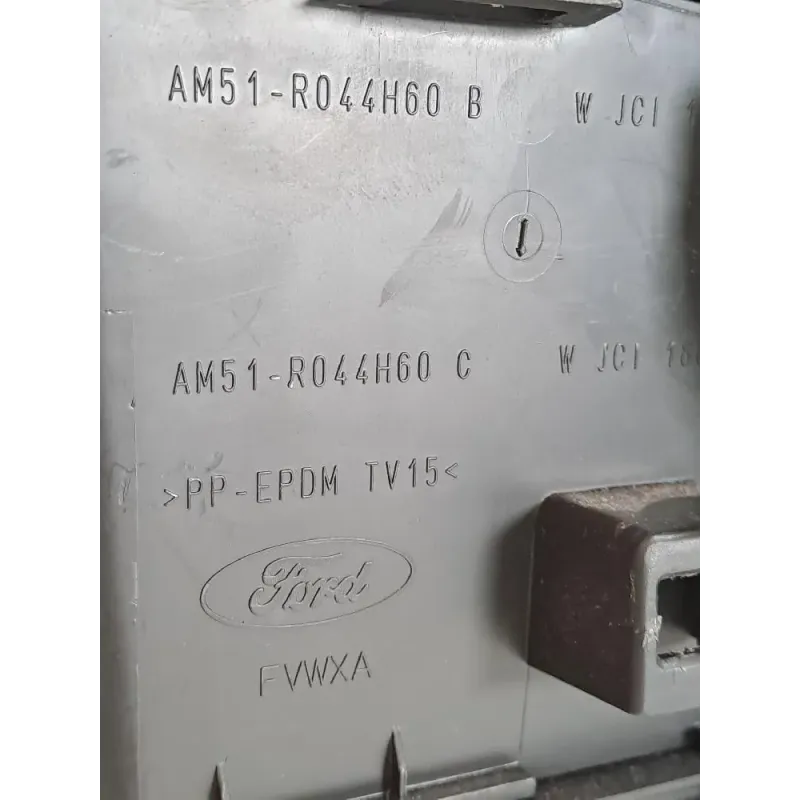 AM51-R044H60 B W JCI
AM51-R044H60 C W JCI
>PP-EPDM TV15<
Ford
FVWXA